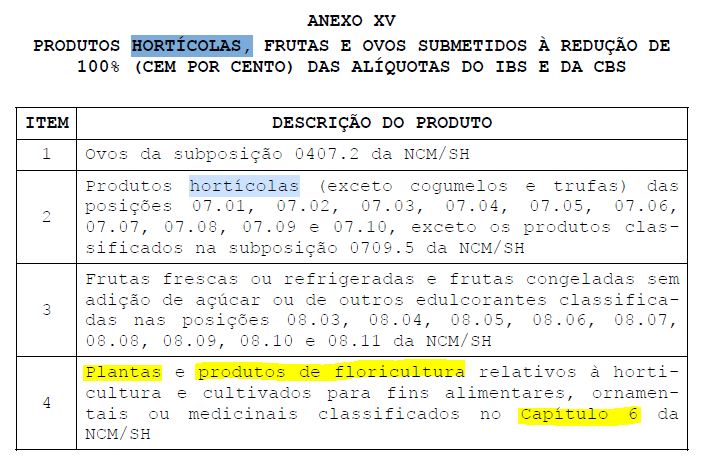 ANEXO XV
PRODUTOS HORTÍCOLAS, FRUTAS E OVOS SUBMETIDOS À REDUÇÃO DE
100% (CEM POR CENTO) DAS ALÍQUOTAS DO IBS E DA CBS
ITEM DESCRIÇÃO DO PRODUTO
1 Ovos da subposição 0407.2 da NCM/SH
Produtos hortícolas (exceto cogumelos e trufas) das
posições 07.01, 07.02, 07.03, 07.04, 07.05, 07.06,
2 07.07, 07.08, 07.09 e 07.10, exceto os produtos clas-
sificados na subposição 0709.5 da NCM/SH
Frutas frescas ou refrigeradas e frutas congeladas sem
adição de açúcar ou de outros edulcorantes classifica-
3 das nas posições 08.03, 08.04, 08.05, 08.06, 08.07,
08.08, 08.09, 08.10 e 08.11 da NCM/SH
Plantas e produtos de floricultura relativos à horti-
cultura e cultivados para fins alimentares, ornamen-
4 tais ou medicinais classificados no Capítulo 6 da
NCM/SH